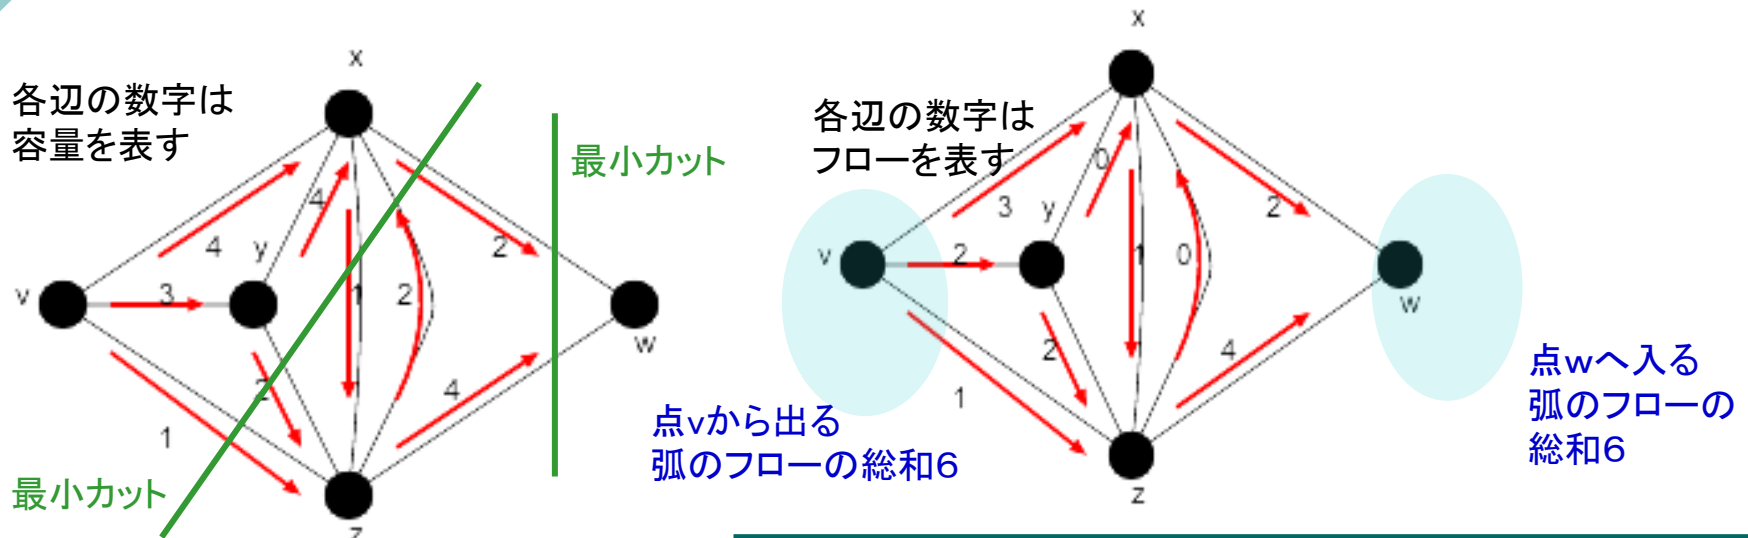 x
各辺の数字は
容量を表す
最小カット
4
4
y
2
v
3
1
2
w
2
4
1
最小カット
z
x
各辺の数字は
フローを表す
0
3
y
2
v
2
1
0
w
2
4
1
z
点vから出る
弧のフローの総和6
点wへ入る
弧のフローの
総和6